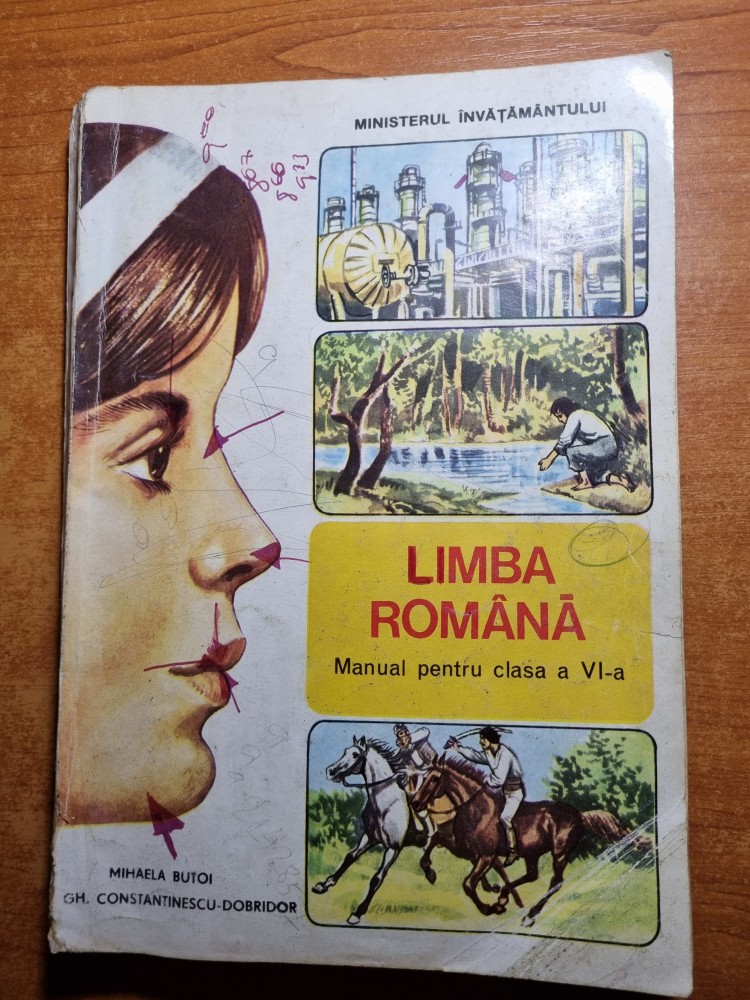 MINISTERUL ÎNVĂȚĂMÂNTULUI
LIMBA
ROMÂNĂ
Manual pentru clasa a VI-a
MIHAELA BUTOI
GH. CONSTANTINESCU-DOBRIDOR